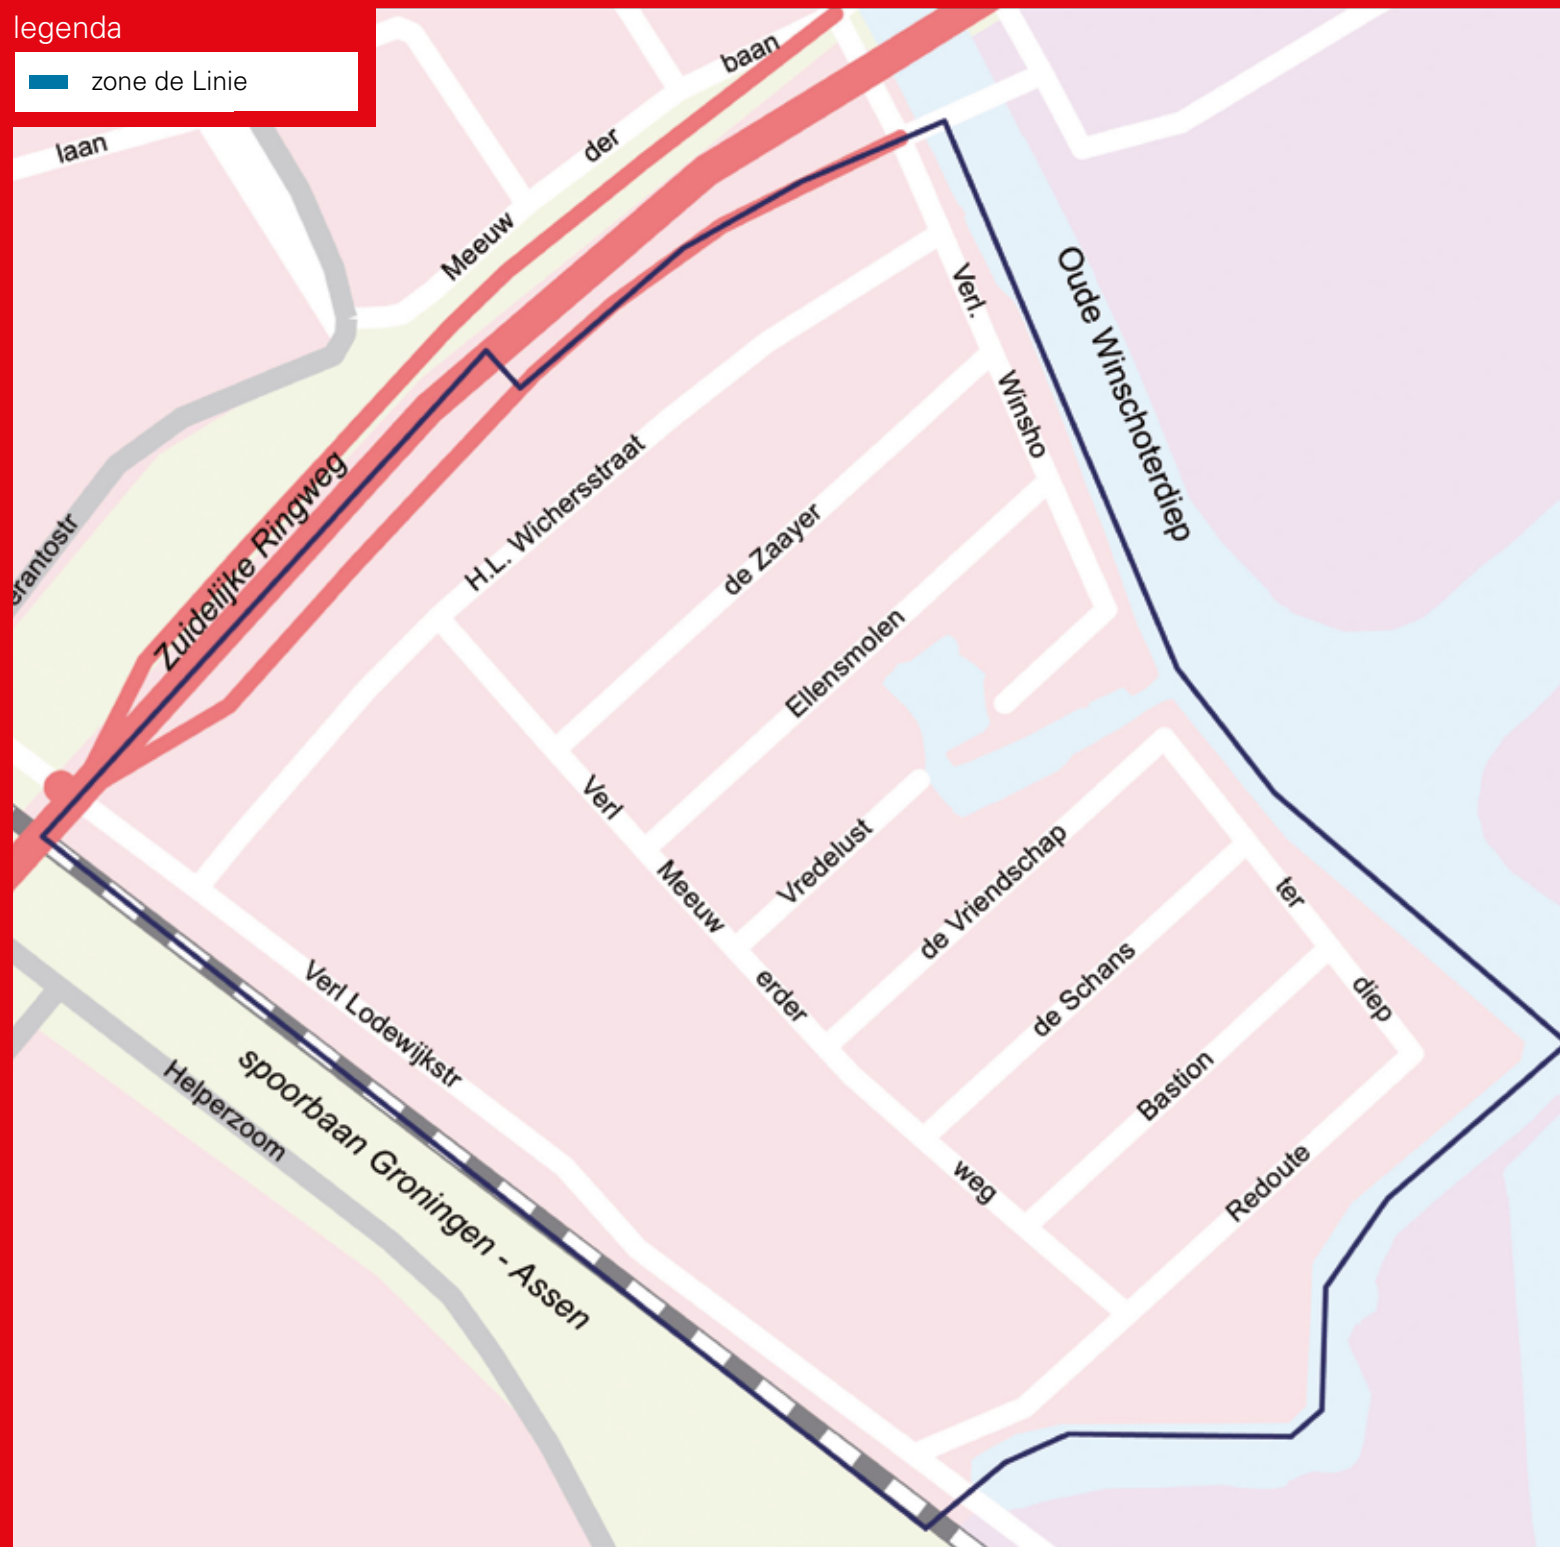 legenda
zone de Linie
laan
baan
der
Meeuw
erantostr
Zuidelijke Ringweg
Verl.
Winsho
Oude Winschoterdiep
H.L. Wichersstraat
de Zaayer
Ellensmolen
Vredelust
de Vriendschap
de Schans
Bastion
Redoute
ter
diep
Verl
Meeuw
erder
weg
Verl Lodewijkstr
spoorbaan Groningen - Assen
Helperzoom